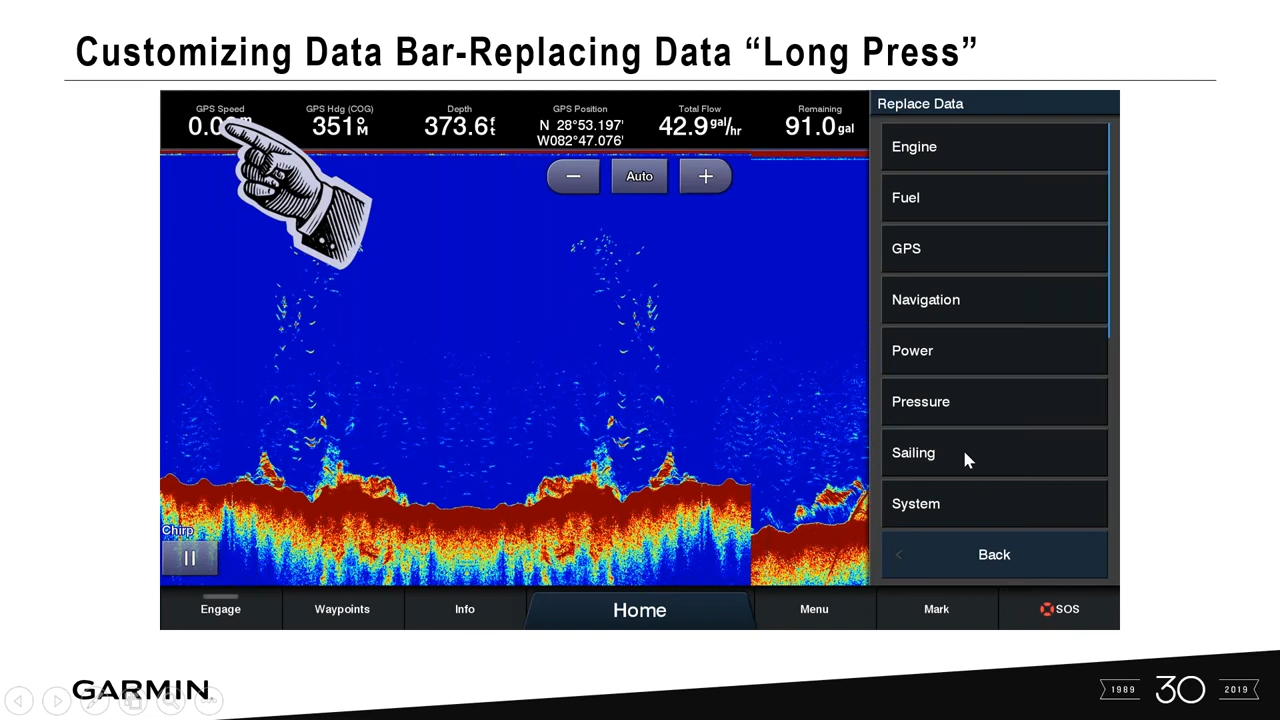 Customizing Data Bar-Replacing Data “Long Press”
GPS Speed
0.0
GPS Hdg (COG)
351°M
Depth
373.6ft
GPS Position
N 28°53.197'
W082°47.076'
Total Flow
42.9gal/hr
Remaining
91.0gal
Replace Data
Engine
Fuel
GPS
Navigation
Power
Pressure
Sailing
System
Back
− Auto +
Chirp
Engage
Waypoints
Info
Home
Menu
Mark
SOS
GARMIN.
1989 30 2019